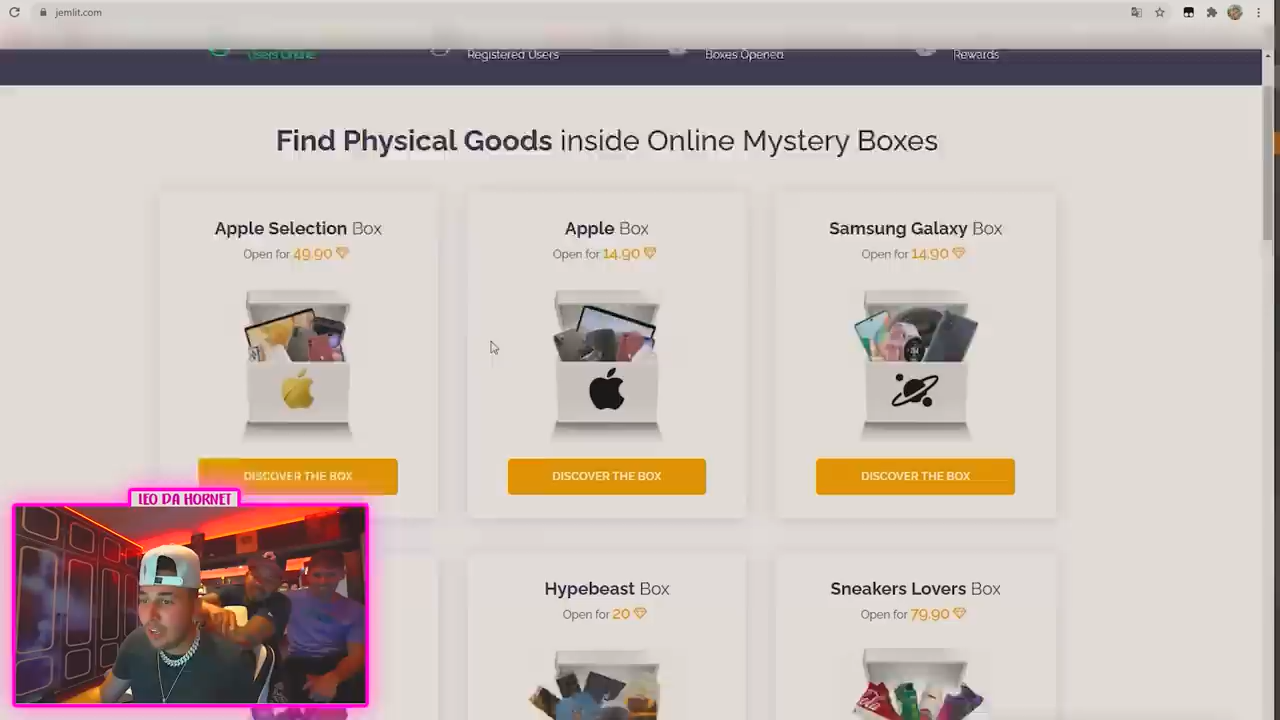 jemlit.com
Users Online
Registered Users
Boxes Opened
Rewards
Find Physical Goods inside Online Mystery Boxes
Apple Selection Box
Open for 49.90
Apple Box
Open for 14.90
Samsung Galaxy Box
Open for 14.90
DISCOVER THE BOX
DISCOVER THE BOX
DISCOVER THE BOX
LEO DA HORNET
Hypebeast Box
Open for 20
Sneakers Lovers Box
Open for 79.90